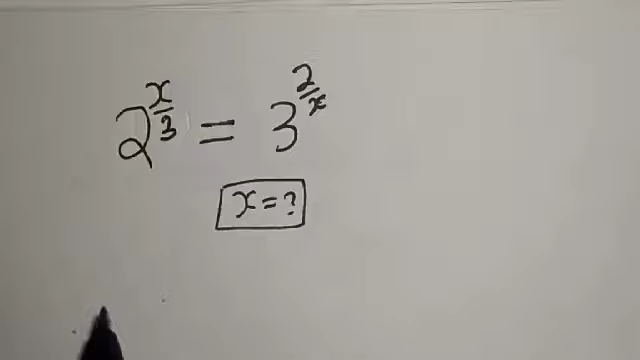 2^(x/3) = 3^(2/x)
x = ?